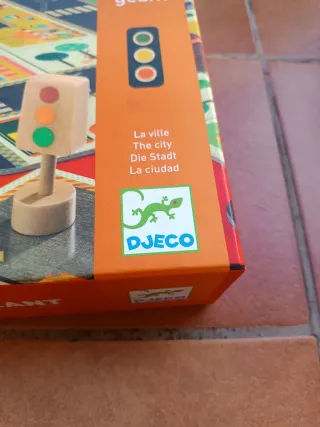 La ville
The city
Die Stadt
La ciudad
DJECO